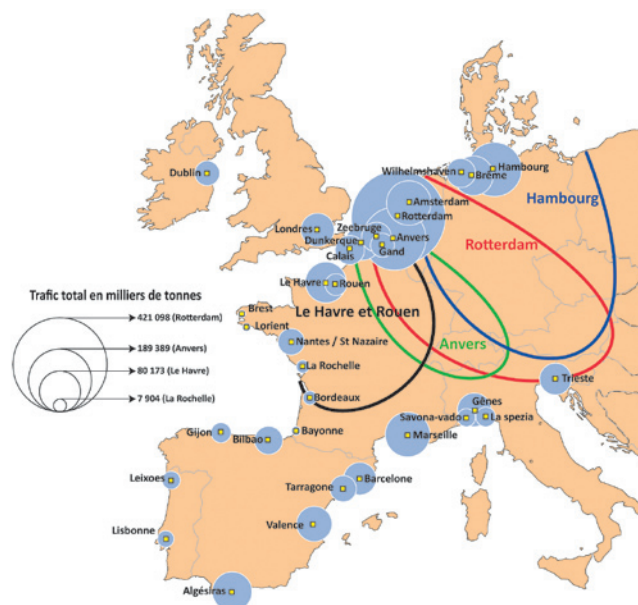 Dublin
Wilhelmshaven
Hambourg
Brême
Hambourg
Amsterdam
Rotterdam
Londres
Zeebruge
Dunkerque
Anvers
Calais
Gand
Rotterdam
Le Havre
Rouen
Trafic total en milliers de tonnes
421 098 (Rotterdam)
189 389 (Anvers)
80 173 (Le Havre)
7 904 (La Rochelle)
Brest
Lorient
Le Havre et Rouen
Nantes / St Nazaire
Anvers
La Rochelle
Trieste
Bordeaux
Gênes
Savona-vado
La spezia
Bayonne
Marseille
Gijon
Bilbao
Leixoes
Barcelone
Tarragone
Lisbonne
Valence
Algésiras